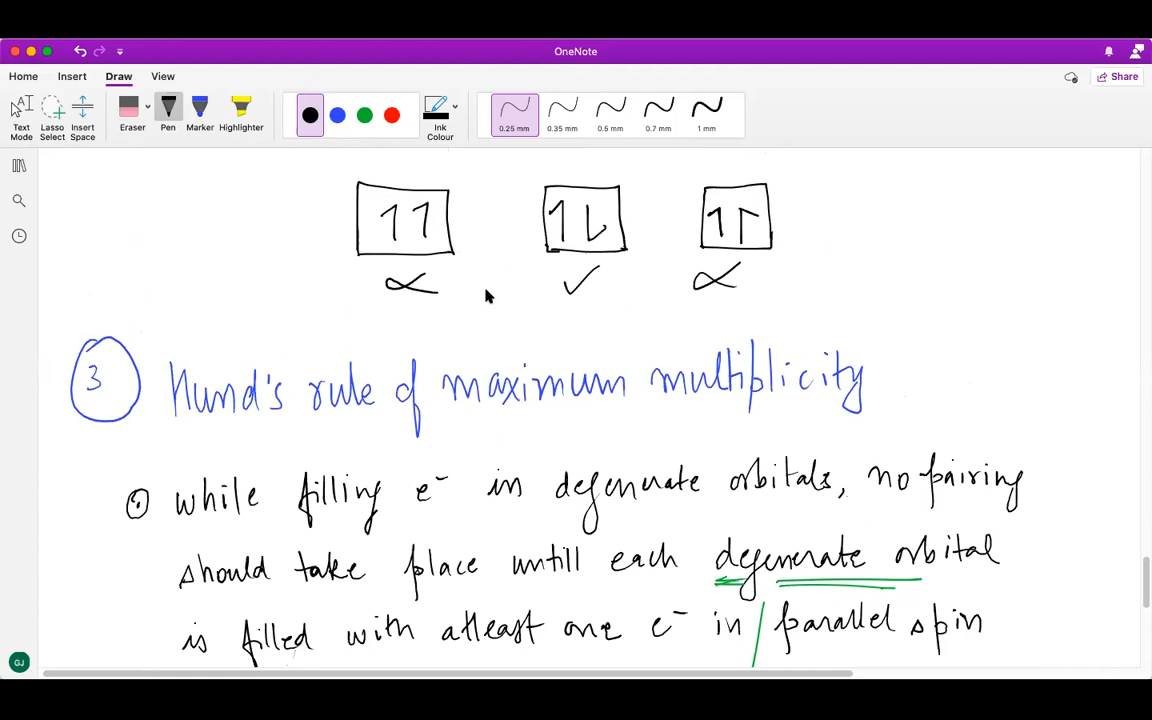 OneNote
Home Insert Draw View
Share
Text Mode
Lasso Select
Insert Space
Eraser
Pen
Marker
Highlighter
Ink Colour
0.25 mm
0.35 mm
0.5 mm
0.7 mm
1 mm
↿↿ ↿⇂ ↿↾
✓
3 Hund's rule of maximum multiplicity
⊙ while filling e⁻ in degenerate orbitals, no pairing
should take place untill each degenerate orbital
is filled with atleast one e⁻ in parallel spin
GJ